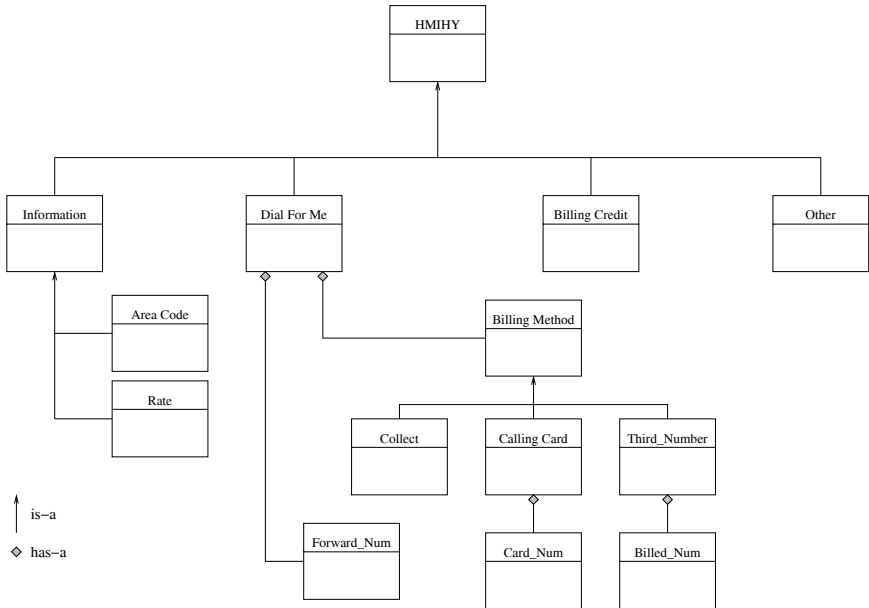 HMIHY
Information
Dial For Me
Billing Credit
Other
Area Code
Billing Method
Rate
Collect
Calling Card
Third_Number
is-a
has-a
Forward_Num
Card_Num
Billed_Num